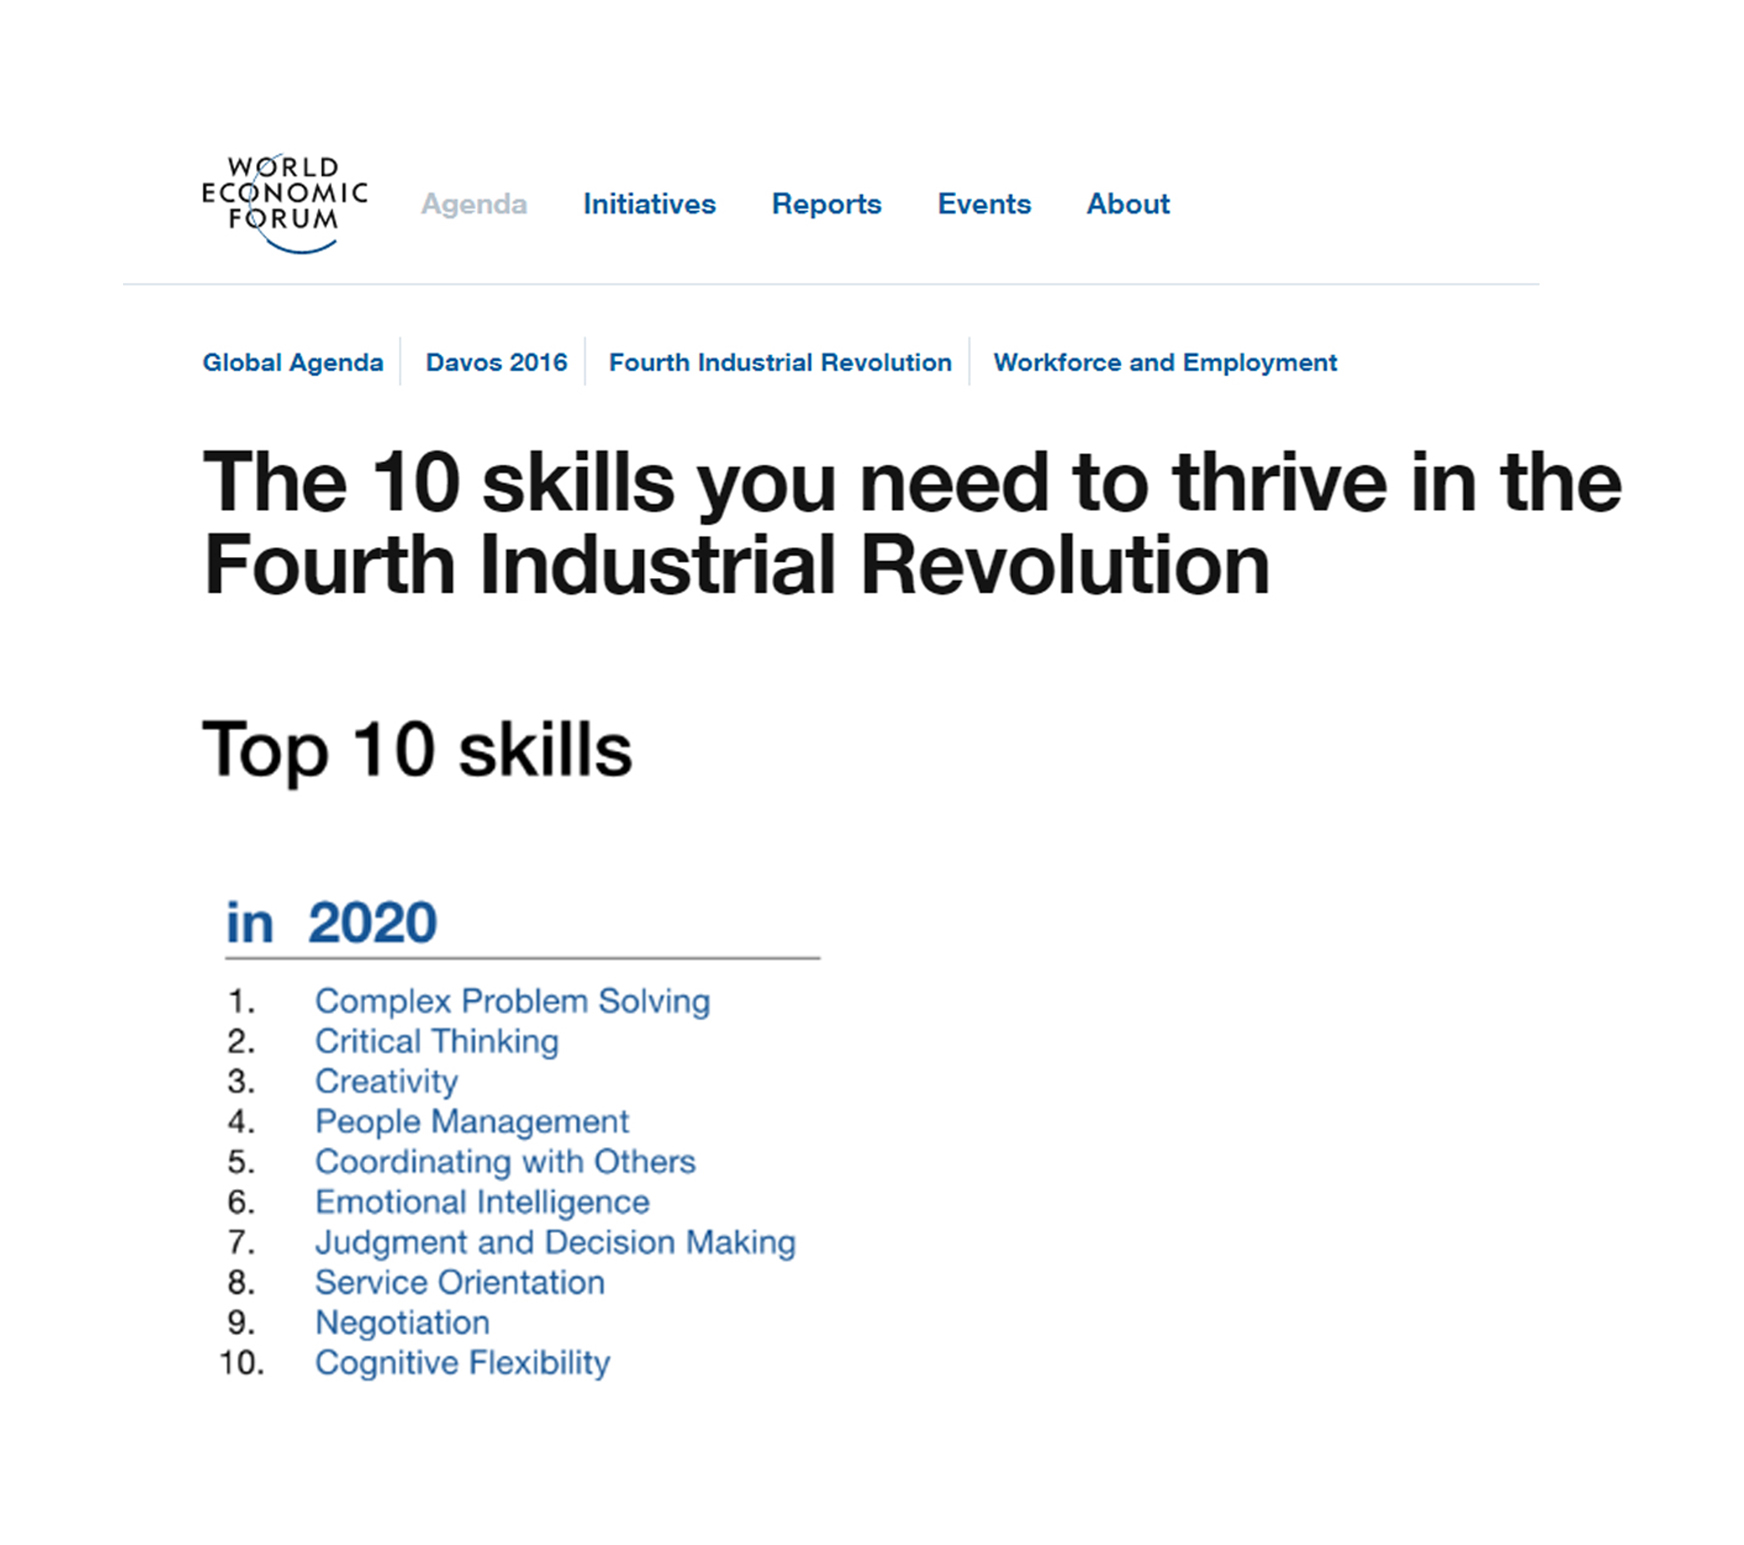 WORLD
ECONOMIC
FORUM
Agenda Initiatives Reports Events About
Global Agenda Davos 2016 Fourth Industrial Revolution Workforce and Employment
The 10 skills you need to thrive in the
Fourth Industrial Revolution
Top 10 skills
in 2020
1. Complex Problem Solving
2. Critical Thinking
3. Creativity
4. People Management
5. Coordinating with Others
6. Emotional Intelligence
7. Judgment and Decision Making
8. Service Orientation
9. Negotiation
10. Cognitive Flexibility